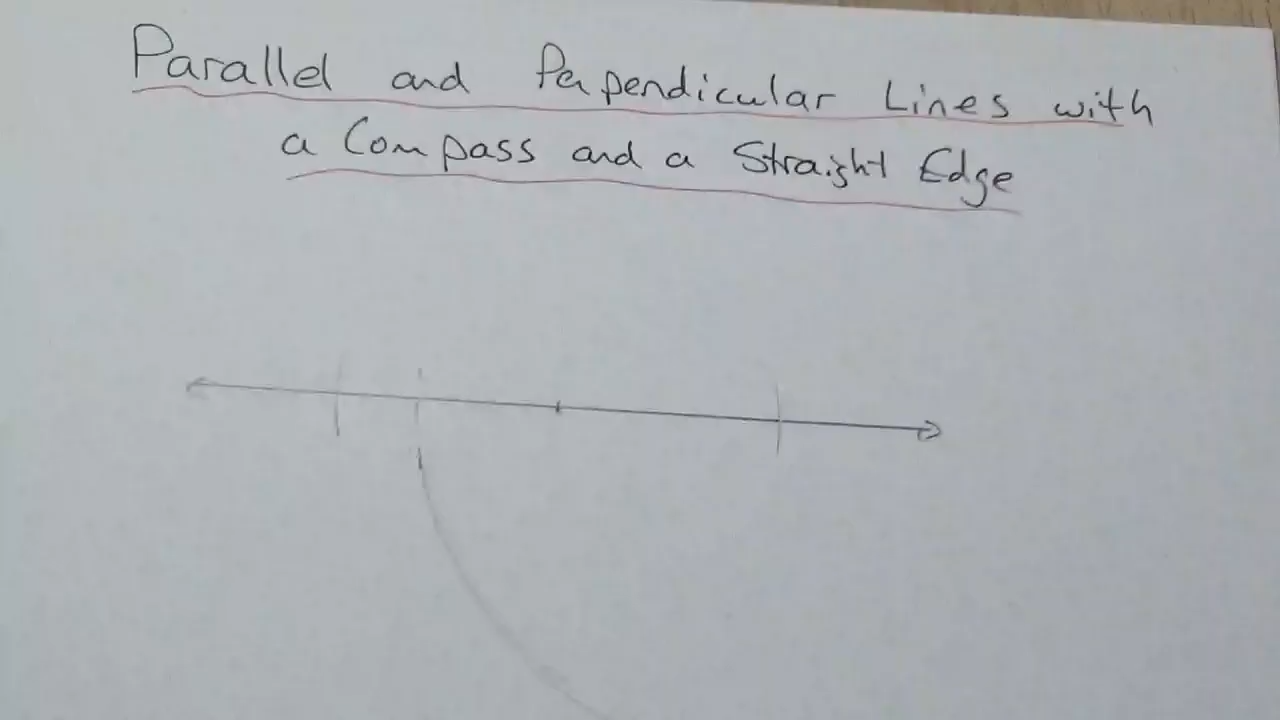 Parallel and Perpendicular Lines with
a Compass and a Straight Edge